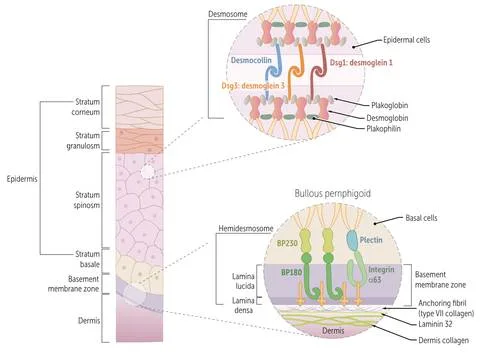 Desmosome
Epidermal cells
Desmocollin
Dsg1: desmoglein 1
Dsg3: desmoglein 3
Plakoglobin
Desmoglobin
Plakophilin
Stratum
corneum
Stratum
granulosm
Epidermis
Stratum
spinosm
Stratum
basale
Basement
membrane zone
Dermis
Bullous pemphigoid
Hemidesmosome
Basal cells
BP230
Plectin
BP180
Integrin
α63
Lamina
lucida
Basement
membrane zone
Lamina
densa
Anchoring fibril
(type VII collagen)
Laminin 32
Dermis
Dermis collagen